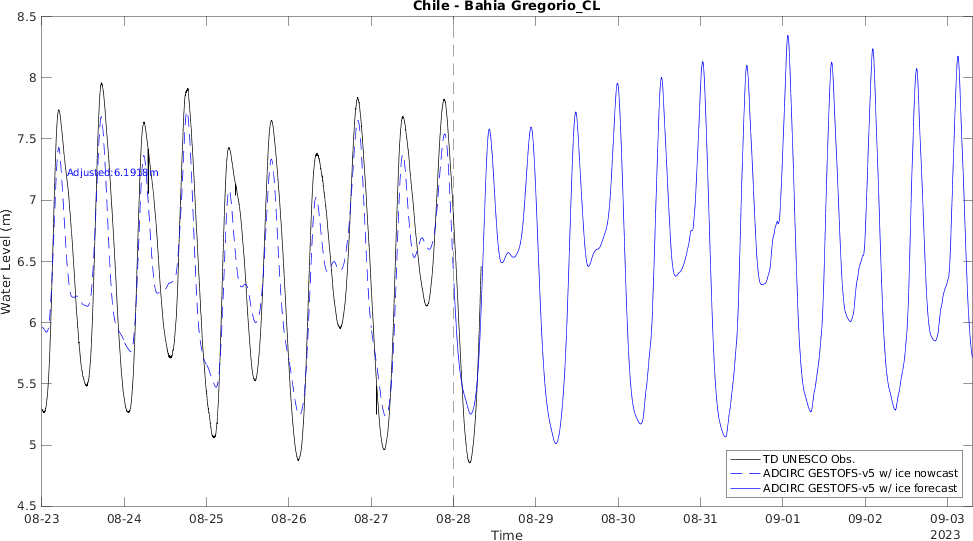 Chile - Bahia Gregorio_CL
Water Level (m)
8.5
8
7.5
7
6.5
6
5.5
5
4.5
Adjusted:6.1918m
TD UNESCO Obs.
ADCIRC GESTOFS-v5 w/ ice nowcast
ADCIRC GESTOFS-v5 w/ ice forecast
08-23 08-24 08-25 08-26 08-27 08-28 08-29 08-30 08-31 09-01 09-02 09-03
2023
Time